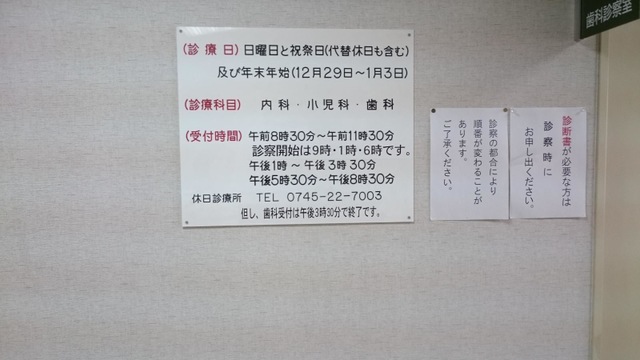 歯科診察室
(診療日) 日曜日と祝祭日(代替休日も含む)
及び年末年始(12月29日~1月3日)
(診療科目) 内科・小児科・歯科
(受付時間) 午前8時30分~午前11時30分
診察開始は9時・1時・6時です。
午後1時~午後3時30分
午後5時30分~午後8時30分
休日診療所 TEL 0745-22-7003
但し、歯科受付は午後3時30分で終了です。
診断書が必要な方は
診察時に
お申し出ください。
診察の都合により
順番が変わることが
あります。
ご了承ください。